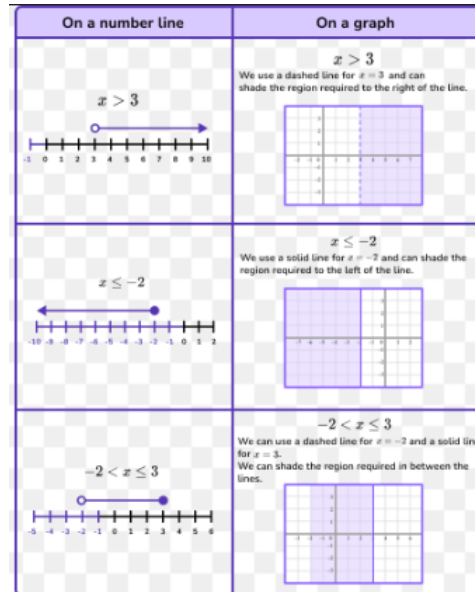 On a number line
On a graph
x > 3
-1 0 1 2 3 4 5 6 7 8 9 10
x > 3
We use a dashed line for x = 3 and can
shade the region required to the right of the line.
x ≤ −2
-10 -9 -8 -7 -6 -5 -4 -3 -2 -1 0 1 2
x ≤ −2
We use a solid line for x = −2 and can shade the
region required to the left of the line.
−2 < x ≤ 3
-5 -4 -3 -2 -1 0 1 2 3 4 5 6
−2 < x ≤ 3
We can use a dashed line for x = −2 and a solid lin
for x = 3.
We can shade the region required in between the
lines.